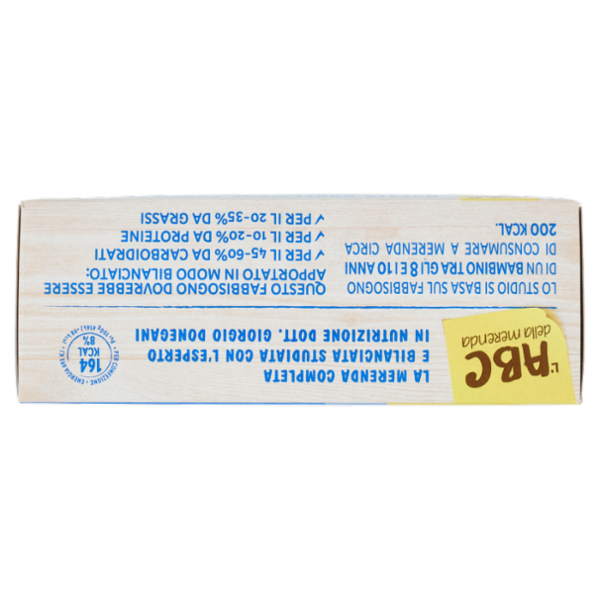 L'ABC
della merenda
LA MERENDA COMPLETA
E BILANCIATA STUDIATA CON L'ESPERTO
IN NUTRIZIONE DOTT. GIORGIO DONEGANI
164
KCAL
8%
PER CONFEZIONE
LO STUDIO SI BASA SUL FABBISOGNO
DI UN BAMBINO TRA GLI 8 E I 10 ANNI
DI CONSUMARE A MERENDA CIRCA
200 KCAL.
QUESTO FABBISOGNO DOVREBBE ESSERE
APPORTATO IN MODO BILANCIATO:
✓ PER IL 45-60% DA CARBOIDRATI
✓ PER IL 10-20% DA PROTEINE
✓ PER IL 20-35% DA GRASSI